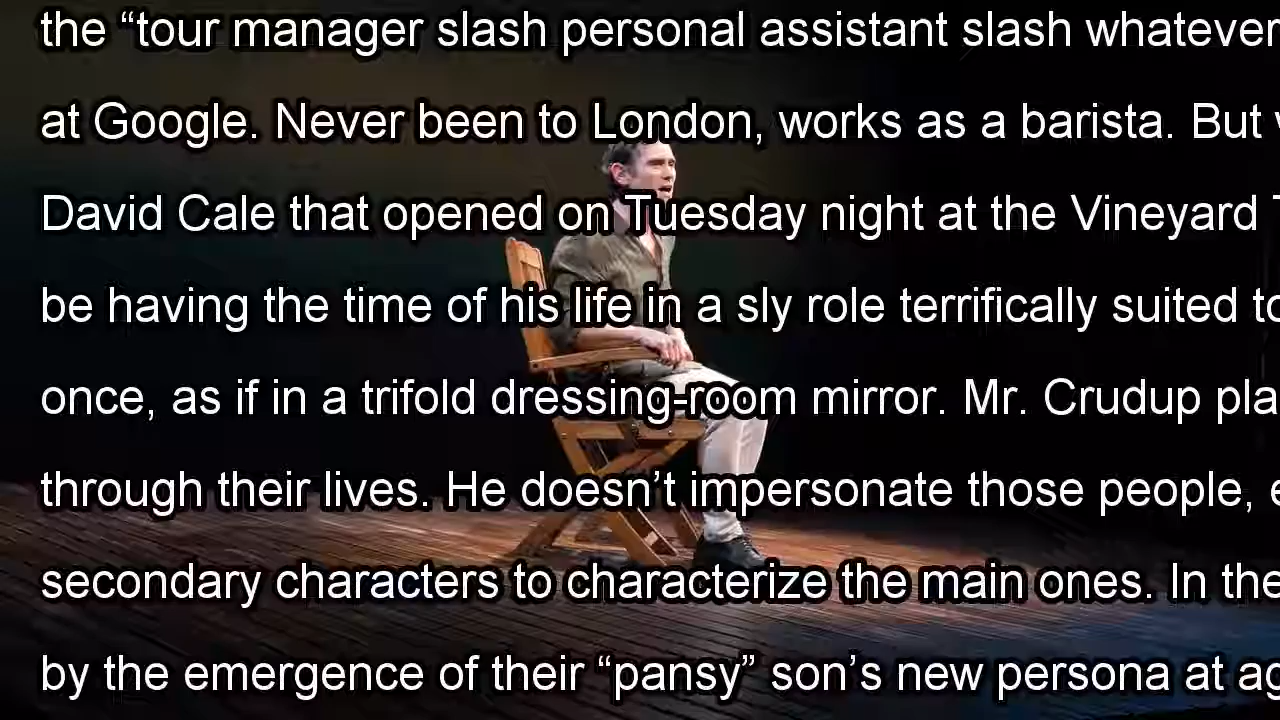 the “tour manager slash personal assistant slash whatever
at Google. Never been to London, works as a barista. But
David Cale that opened on Tuesday night at the Vineyard
be having the time of his life in a sly role terrifically suited to
once, as if in a trifold dressing-room mirror. Mr. Crudup
through their lives. He doesn’t impersonate those people,
secondary characters to characterize the main ones. In the
by the emergence of their “pansy” son’s new persona at